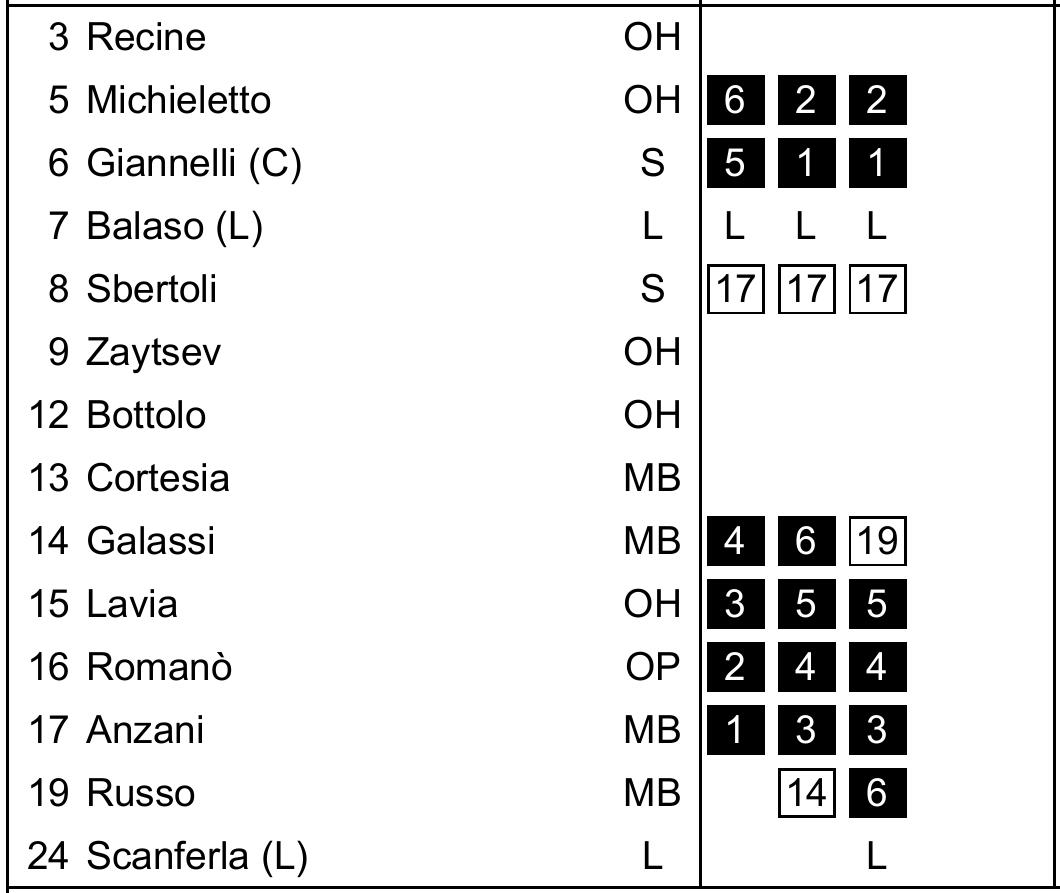 3 Recine OH
5 Michieletto OH 6 2 2
6 Giannelli (C) S 5 1 1
7 Balaso (L) L L L L
8 Sbertoli S 17 17 17
9 Zaytsev OH
12 Bottolo OH
13 Cortesia MB
14 Galassi MB 4 6 19
15 Lavia OH 3 5 5
16 Romanò OP 2 4 4
17 Anzani MB 1 3 3
19 Russo MB 14 6
24 Scanferla (L) L L